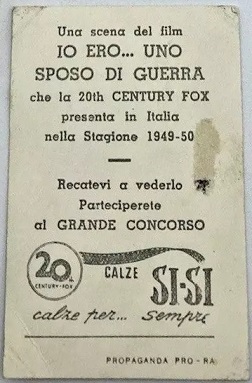 Una scena del film
IO ERO... UNO
SPOSO DI GUERRA
che la 20th CENTURY FOX
presenta in Italia
nella Stagione 1949-50
Recatevi a vederlo
Parteciperete
al GRANDE CONCORSO
20
CENTURY-FOX
CALZE
SI-SI
calze per... sempre
PROPAGANDA PRO-RA